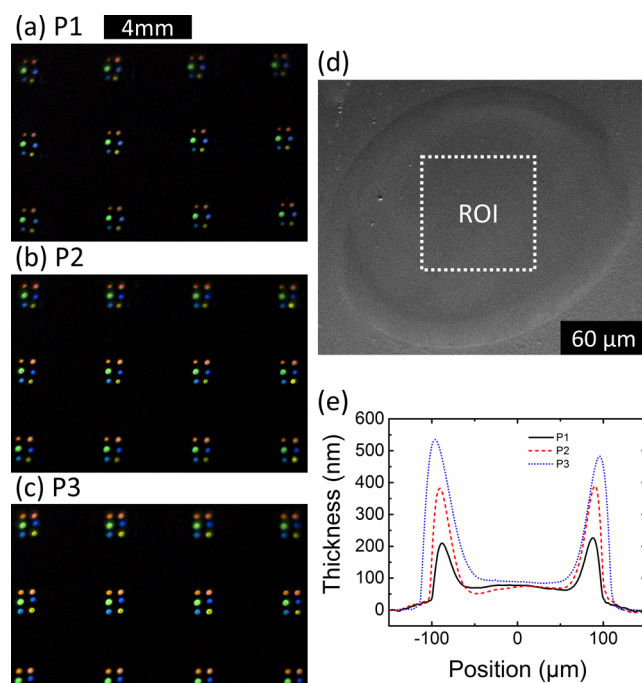 (a) P1
4mm
(b) P2
(c) P3
(d)
ROI
60 μm
(e)
600
500
400
300
200
100
0
Thickness (nm)
P1
P2
P3
-100
0
100
Position (μm)